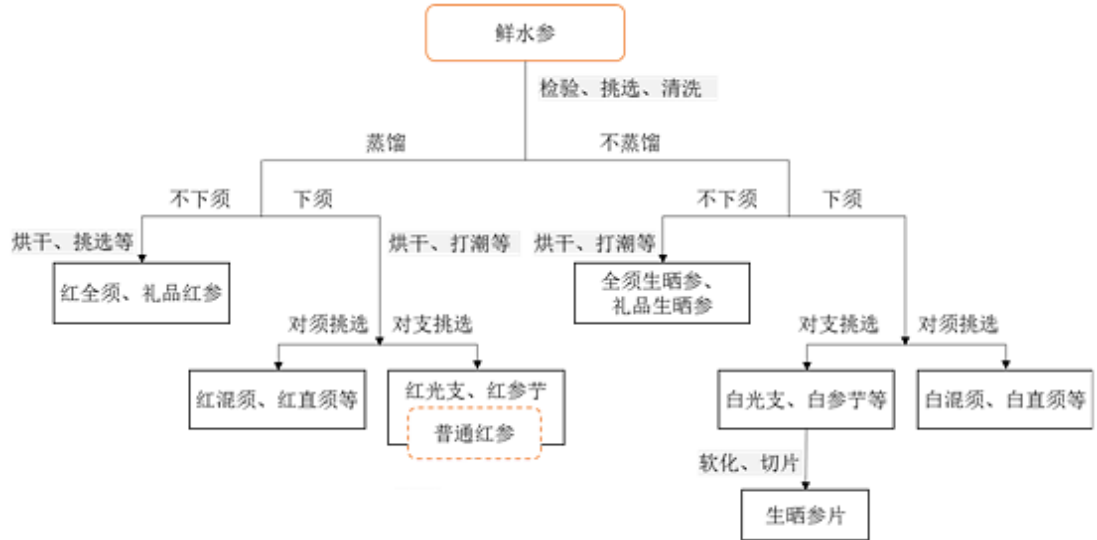 鲜水参
检验、挑选、清洗
蒸馏
不蒸馏
不下须
下须
不下须
下须
烘干、挑选等
烘干、打潮等
烘干、打潮等
红全须、礼品红参
全须生晒参、
礼品生晒参
对须挑选
对支挑选
对支挑选
对须挑选
红混须、红直须等
红光支、红参芋
普通红参
白光支、白参芋等
白混须、白直须等
软化、切片
生晒参片